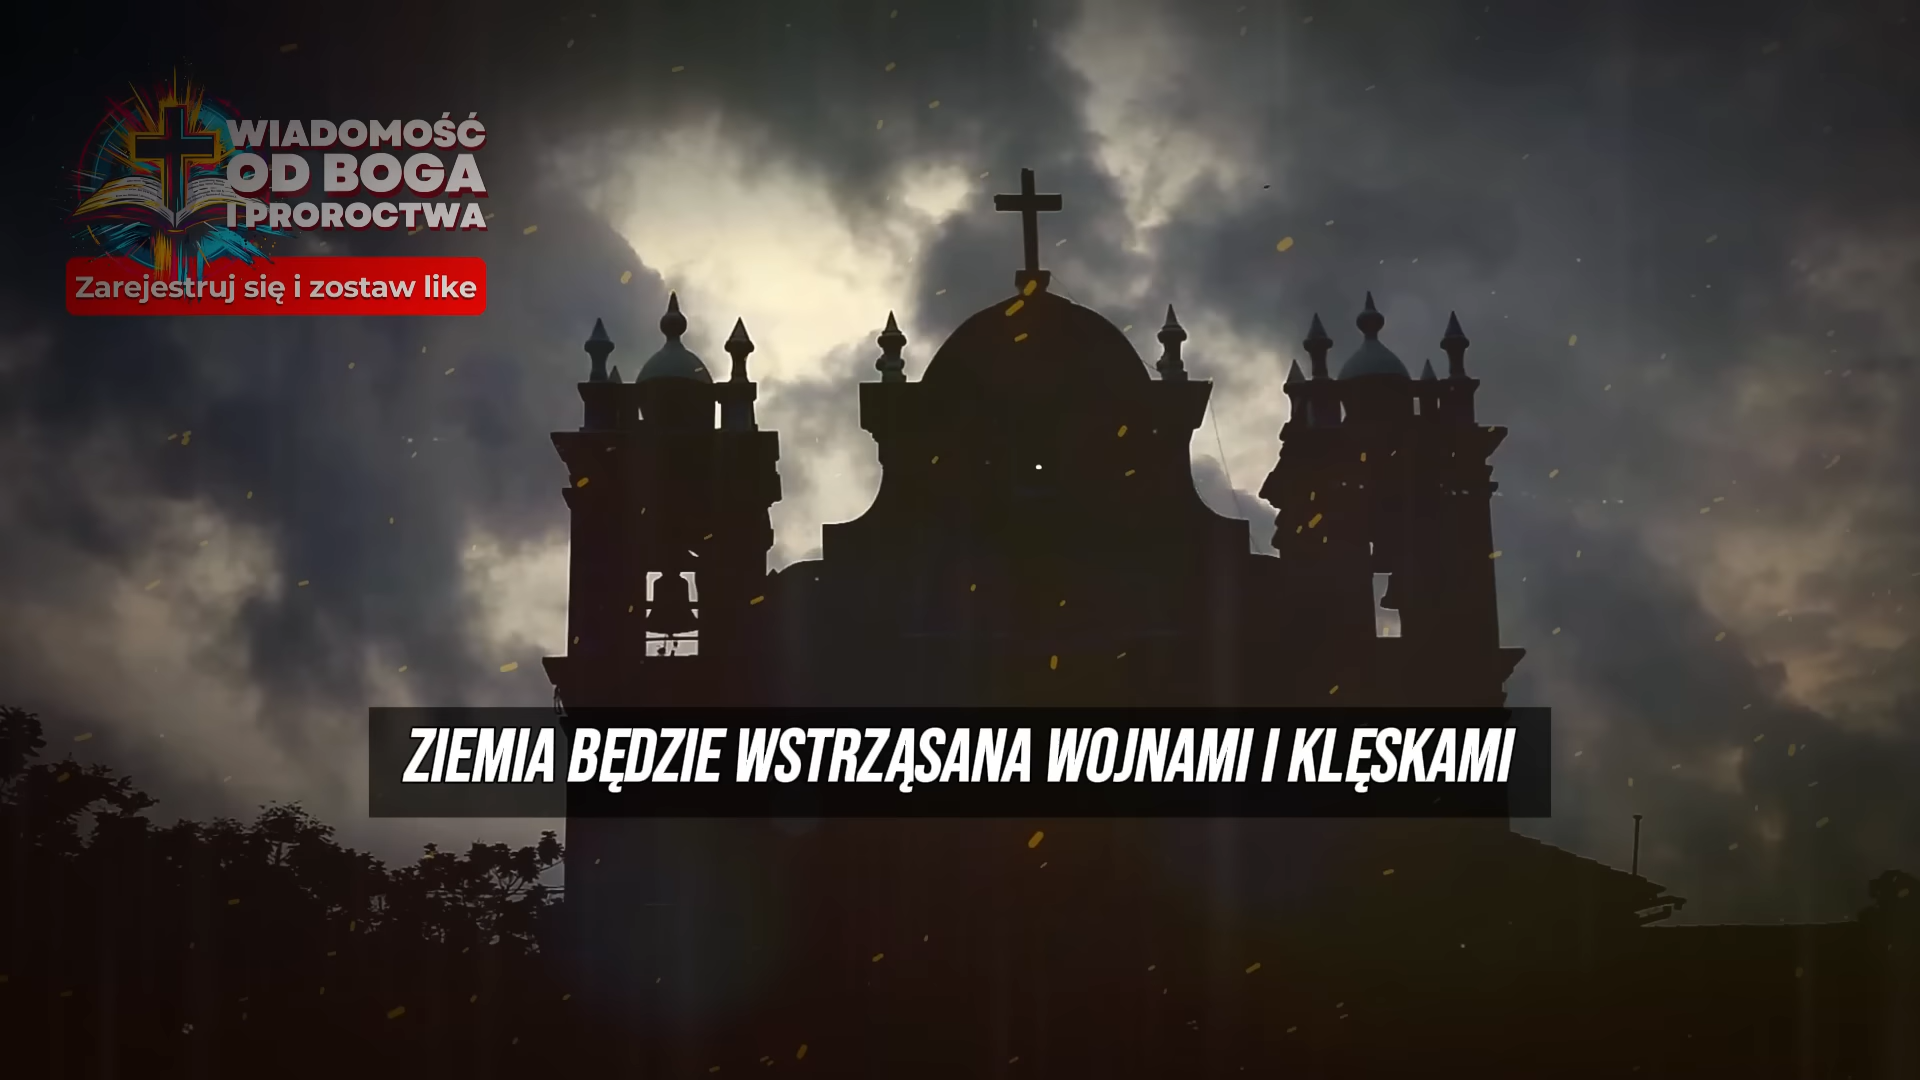 WIADOMOŚĆ
OD BOGA
I PROROCTWA
Zarejestruj się i zostaw like
ZIEMIA BĘDZIE WSTRZĄSANA WOJNAMI I KLĘSKAMI